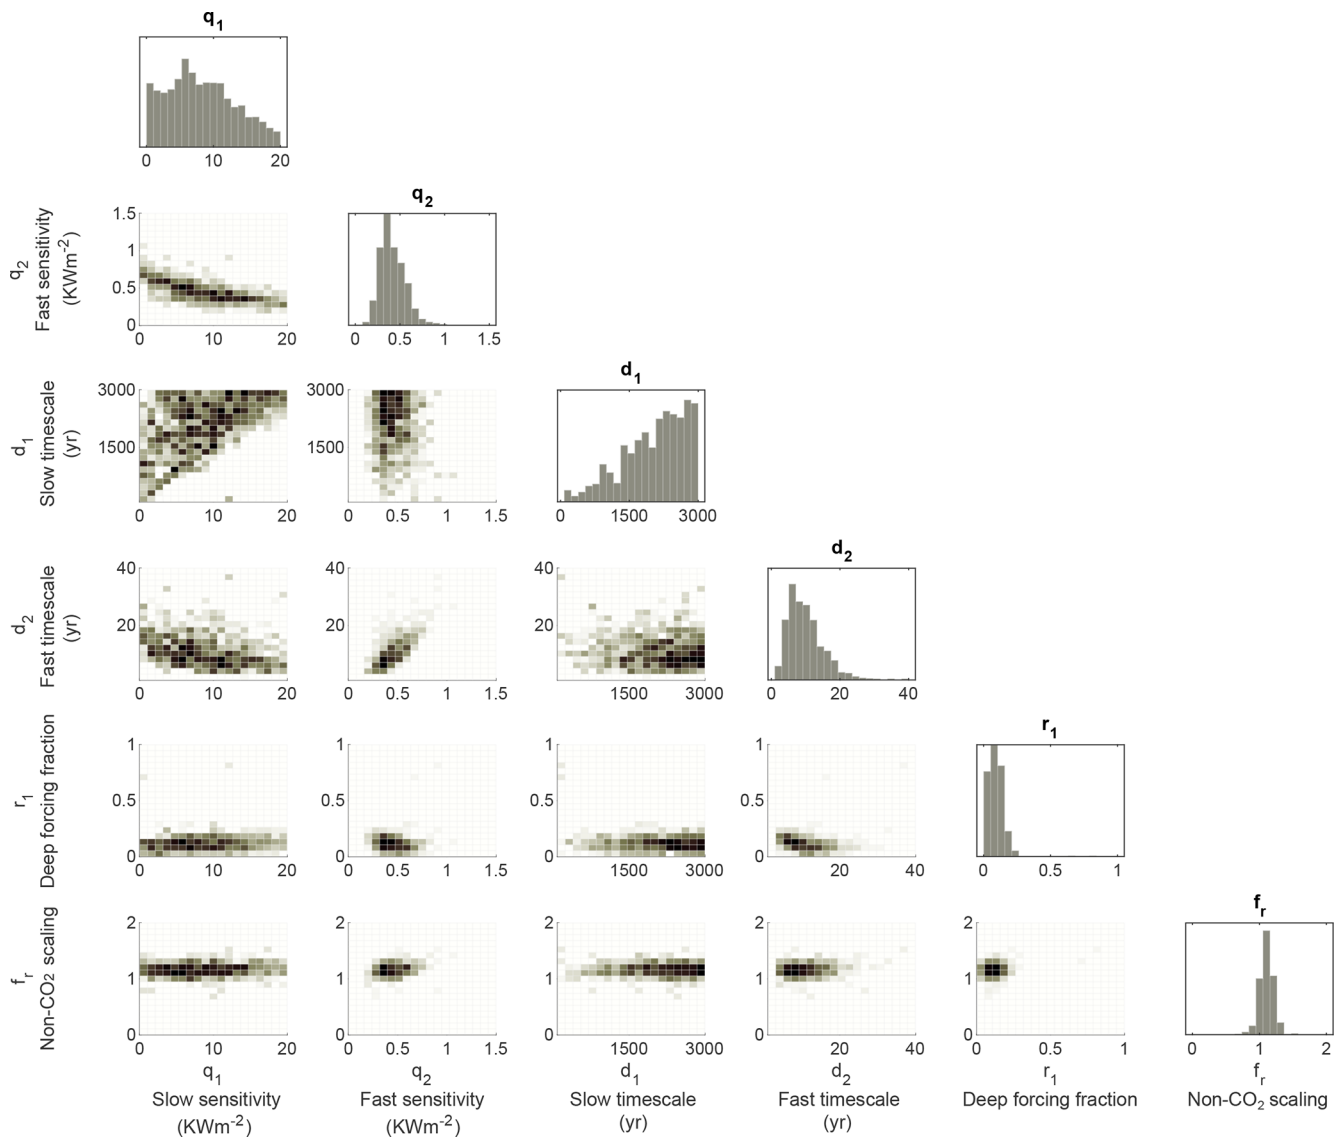 q1
0 10 20
q2
q2
Fast sensitivity
(KWm-2)
1.5
1
0.5
0
0 10 20
0 0.5 1 1.5
d1
d1
Slow timescale
(yr)
3000
1500
0 10 20
3000
1500
0 0.5 1 1.5
0 1500 3000
d2
d2
Fast timescale
(yr)
40
20
0 10 20
40
20
0 0.5 1 1.5
40
20
1500 3000
0 20 40
r1
r1
Deep forcing fraction
1
0.5
0
0 10 20
1
0.5
0
0 0.5 1 1.5
1
0.5
0
1500 3000
1
0.5
0
0 20 40
0 0.5 1
fr
fr
Non-CO2 scaling
2
1
0
0 10 20
2
1
0
0 0.5 1 1.5
2
1
0
1500 3000
2
1
0
0 20 40
2
1
0
0 0.5 1
0 1 2
q1
Slow sensitivity
(KWm-2)
q2
Fast sensitivity
(KWm-2)
d1
Slow timescale
(yr)
d2
Fast timescale
(yr)
r1
Deep forcing fraction
fr
Non-CO2 scaling